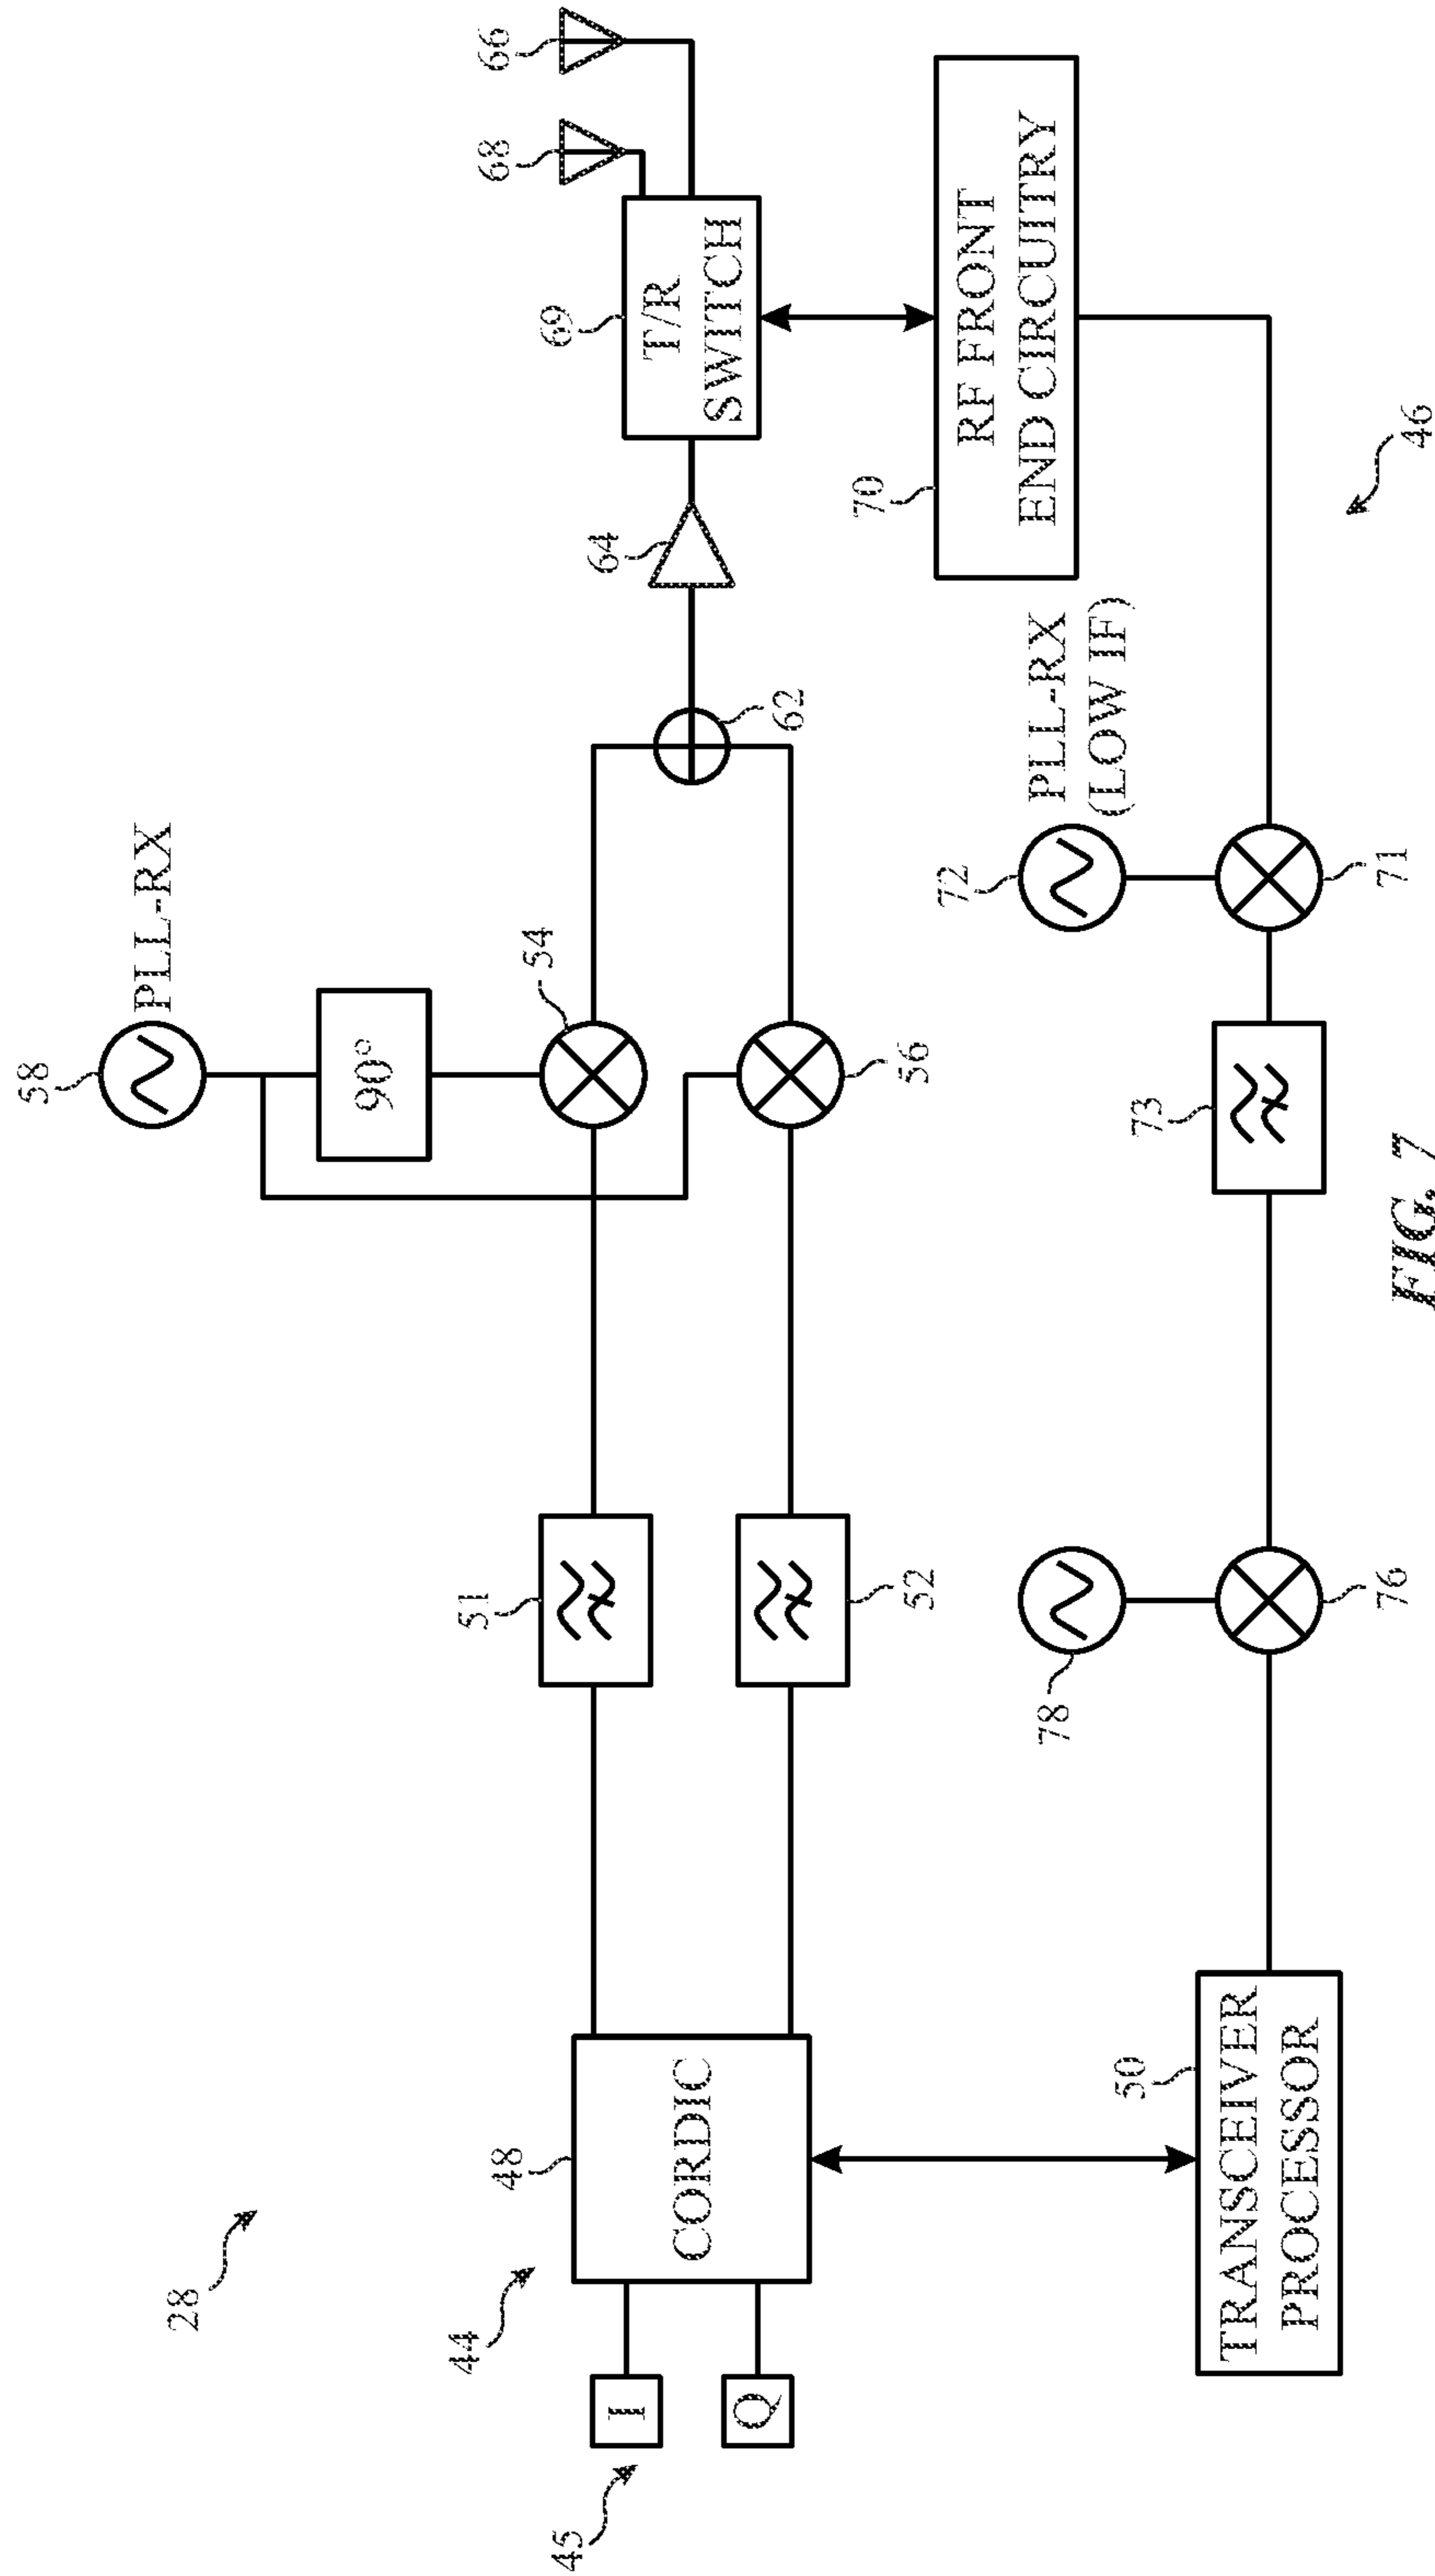 28
58
PLL-RX
90°
44
45
I
Q
48
CORDIC
51
52
54
56
62
64
69
T/R
SWITCH
68
66
50
TRANSCEIVER
PROCESSOR
78
76
73
72
PLL-RX
(LOW IF)
71
70
RF FRONT
END CIRCUITRY
46
FIG. 7